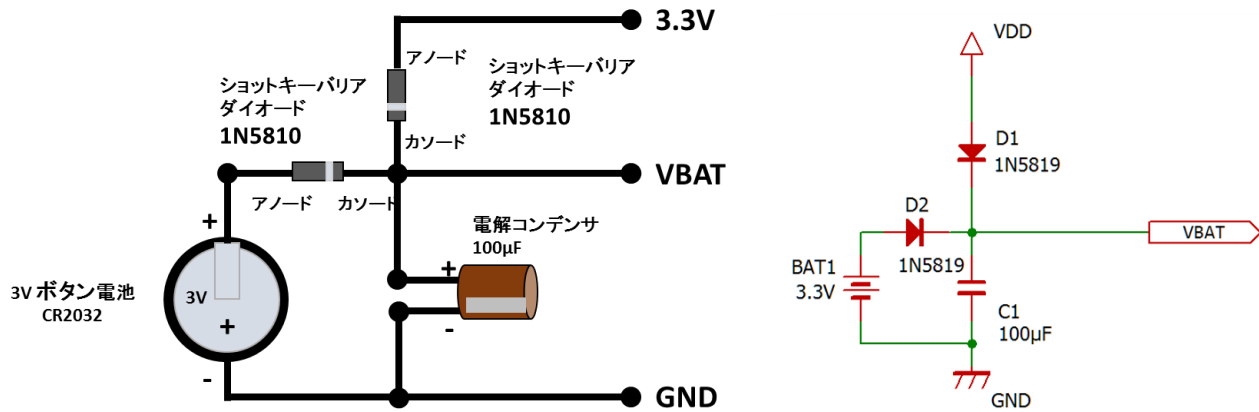 3.3V
アノード
ショットキーバリア
ダイオード
1N5810
カソード
ショットキーバリア
ダイオード
1N5810
アノード
カソード
VBAT
+
3V ボタン電池
CR2032
3V
+
-
電解コンデンサ
100μF
+
-
GND
VDD
D1
1N5819
D2
1N5819
VBAT
BAT1
3.3V
C1
100μF
GND